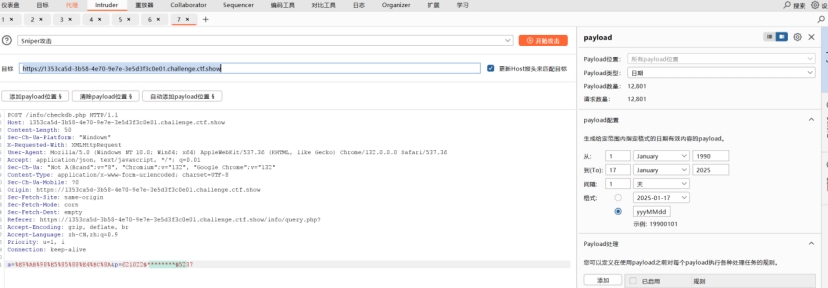 仪表盘 目标 代理 Intruder 重放器 Collaborator Sequencer 编码工具 对比工具 日志 Organizer 扩展 学习 搜索
1 × 2 × 3 × 4 × 5 × 6 × 7 × +
Sniper攻击 开始攻击
目标 https://1353ca5d-3b58-4e70-9e7e-3e5d3f3c0e01.challenge.ctf.show 更新Host报头来匹配目标
添加payload位置 § 清除payload位置 § 自动添加payload位置 §
POST /info/checkdb.php HTTP/1.1
Host: 1353ca5d-3b58-4e70-9e7e-3e5d3f3c0e01.challenge.ctf.show
Content-Length: 50
Sec-Ch-Ua-Platform: "Windows"
X-Requested-With: XMLHttpRequest
User-Agent: Mozilla/5.0 (Windows NT 10.0; Win64; x64) AppleWebKit/537.36 (KHTML, like Gecko) Chrome/132.0.0.0 Safari/537.36
Accept: application/json, text/javascript, */*; q=0.01
Sec-Ch-Ua: "Not A(Brand";v="8", "Chromium";v="132", "Google Chrome";v="132"
Content-Type: application/x-www-form-urlencoded; charset=UTF-8
Sec-Ch-Ua-Mobile: ?0
Origin: https://1353ca5d-3b58-4e70-9e7e-3e5d3f3c0e01.challenge.ctf.show
Sec-Fetch-Site: same-origin
Sec-Fetch-Mode: cors
Sec-Fetch-Dest: empty
Referer: https://1353ca5d-3b58-4e70-9e7e-3e5d3f3c0e01.challenge.ctf.show/info/query.php?
Accept-Encoding: gzip, deflate, br
Accept-Language: zh-CN,zh;q=0.9
Priority: u=1, i
Connection: keep-alive
payload
Payload位置: 所有payload位置
Payload类型: 日期
Payload数量: 12,801
请求数量: 12,801
payload配置
生成给定范围内指定格式的日期有效内容的payload。
从: 1 January 1990
到(To): 17 January 2025
间隔: 1 天
格式: 2025-01-17
yyyMMdd
示例: 19900101
Payload处理
您可以定义在使用payload之前对每个payload执行各种处理任务的规则。
添加 已启用 规则